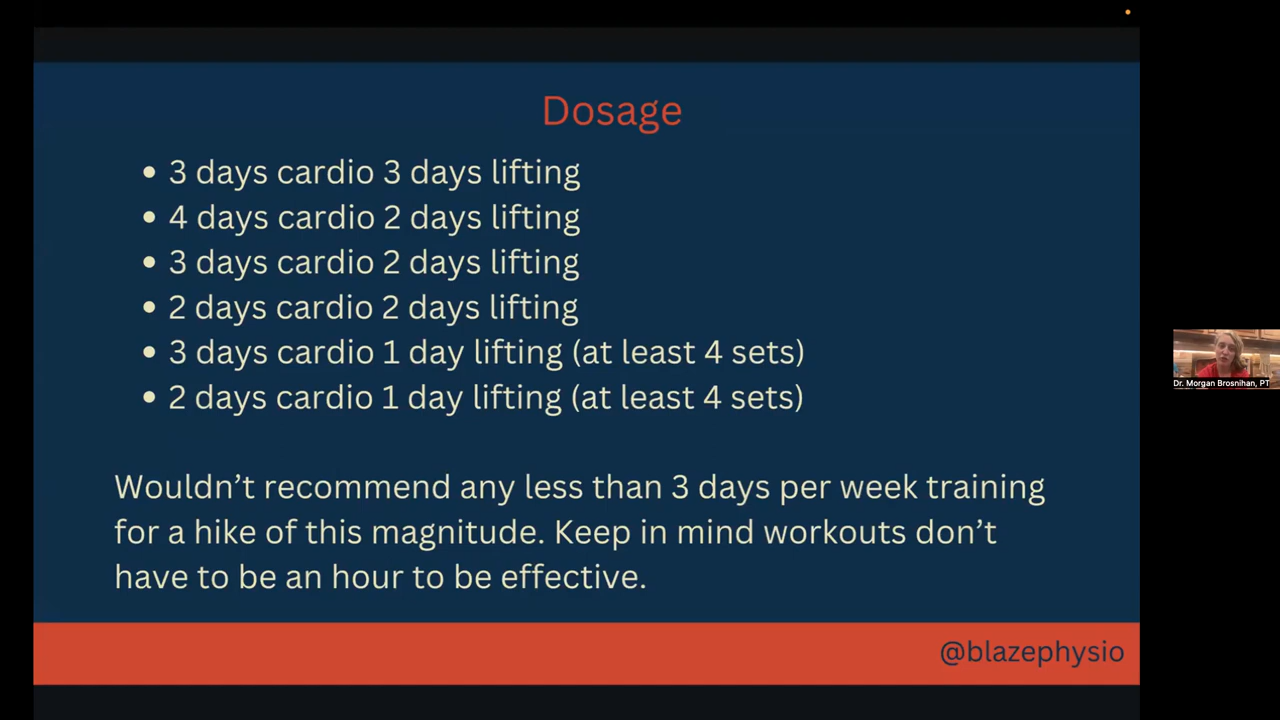 Dosage
• 3 days cardio 3 days lifting
• 4 days cardio 2 days lifting
• 3 days cardio 2 days lifting
• 2 days cardio 2 days lifting
• 3 days cardio 1 day lifting (at least 4 sets)
• 2 days cardio 1 day lifting (at least 4 sets)
Wouldn't recommend any less than 3 days per week training
for a hike of this magnitude. Keep in mind workouts don't
have to be an hour to be effective.
@blazephysio
Dr. Morgan Brosnihan, PT